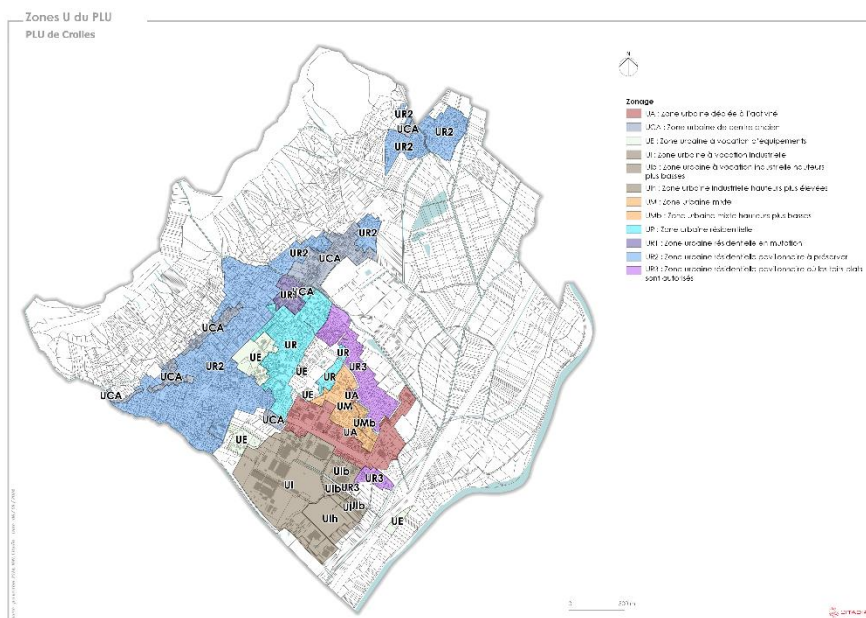 Zones U du PLU
PLU de Crolles
N
Zonage
UA : Zone urbaine dédiée à l'activité
UCA : Zone urbaine de centre ancien
UE : Zone urbaine à vocation d'équipements
UI : Zone urbaine à vocation industrielle
UIb : Zone urbaine à vocation industrielle hauteurs
plus basses
UIh : Zone urbaine industrielle hauteurs plus élevées
UM : Zone urbaine mixte
UMb : Zone urbaine mixte hauteurs plus basses
UR : Zone urbaine résidentielle
UR1 : Zone urbaine résidentielle en mutation
UR2 : Zone urbaine résidentielle pavillonnaire à préserver
UR3 : Zone urbaine résidentielle pavillonnaire où les toits plats
sont autorisés
UR2
UCA
UR2
UR2
UR2
UR2
UCA
UCA
UCA
UR
UR2
UE
UR
UR3
UE
UR
UCA
UCA
UE
UA
UM
UCA
UMb
UA
UE
UIb
UR3
UI
UIb
UR3
UIb
UIh
UE
0